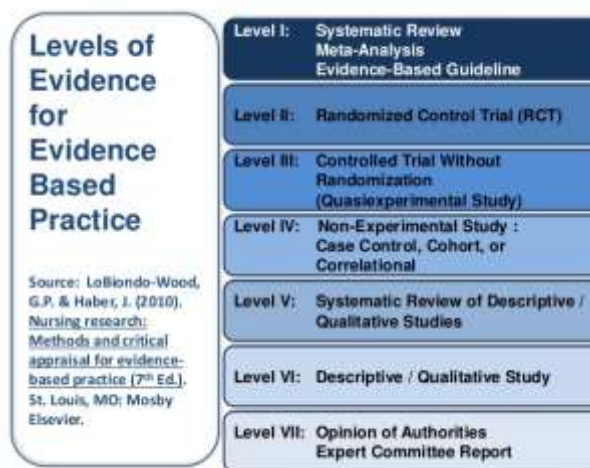 Levels of
Evidence
for
Evidence
Based
Practice
Source: LoBiondo-Wood,
G.P. & Haber, J. (2010).
Nursing research:
Methods and critical
appraisal for evidence-
based practice (7th Ed.).
St. Louis, MO: Mosby
Elsevier.
Level I: Systematic Review
Meta-Analysis
Evidence-Based Guideline
Level II: Randomized Control Trial (RCT)
Level III: Controlled Trial Without
Randomization
(Quasiexperimental Study)
Level IV: Non-Experimental Study :
Case Control, Cohort, or
Correlational
Level V: Systematic Review of Descriptive /
Qualitative Studies
Level VI: Descriptive / Qualitative Study
Level VII: Opinion of Authorities
Expert Committee Report